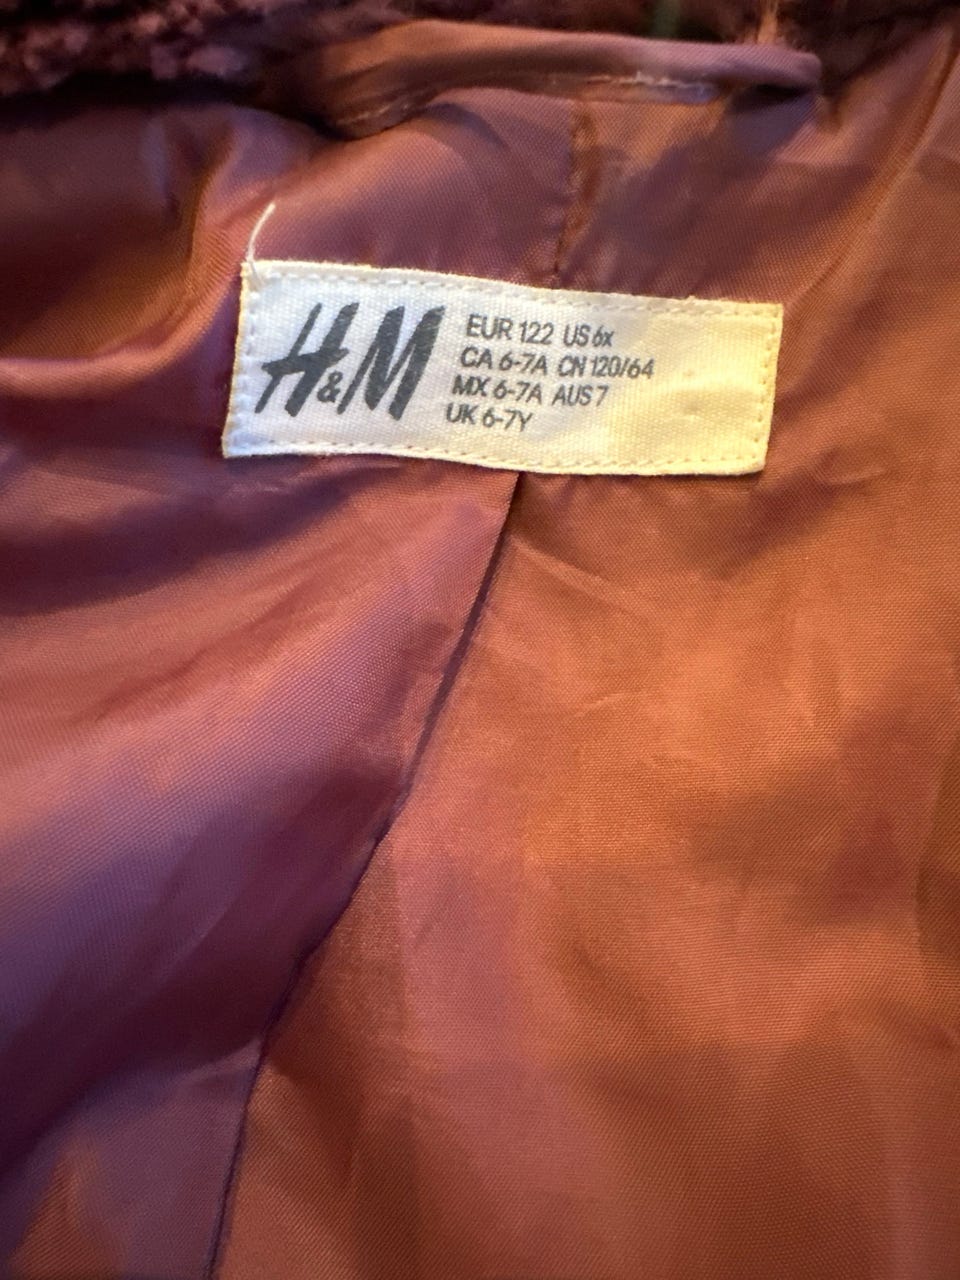 H&M
EUR 122 US 6x
CA 6-7A CN 120/64
MX 6-7A AUS 7
UK 6-7Y